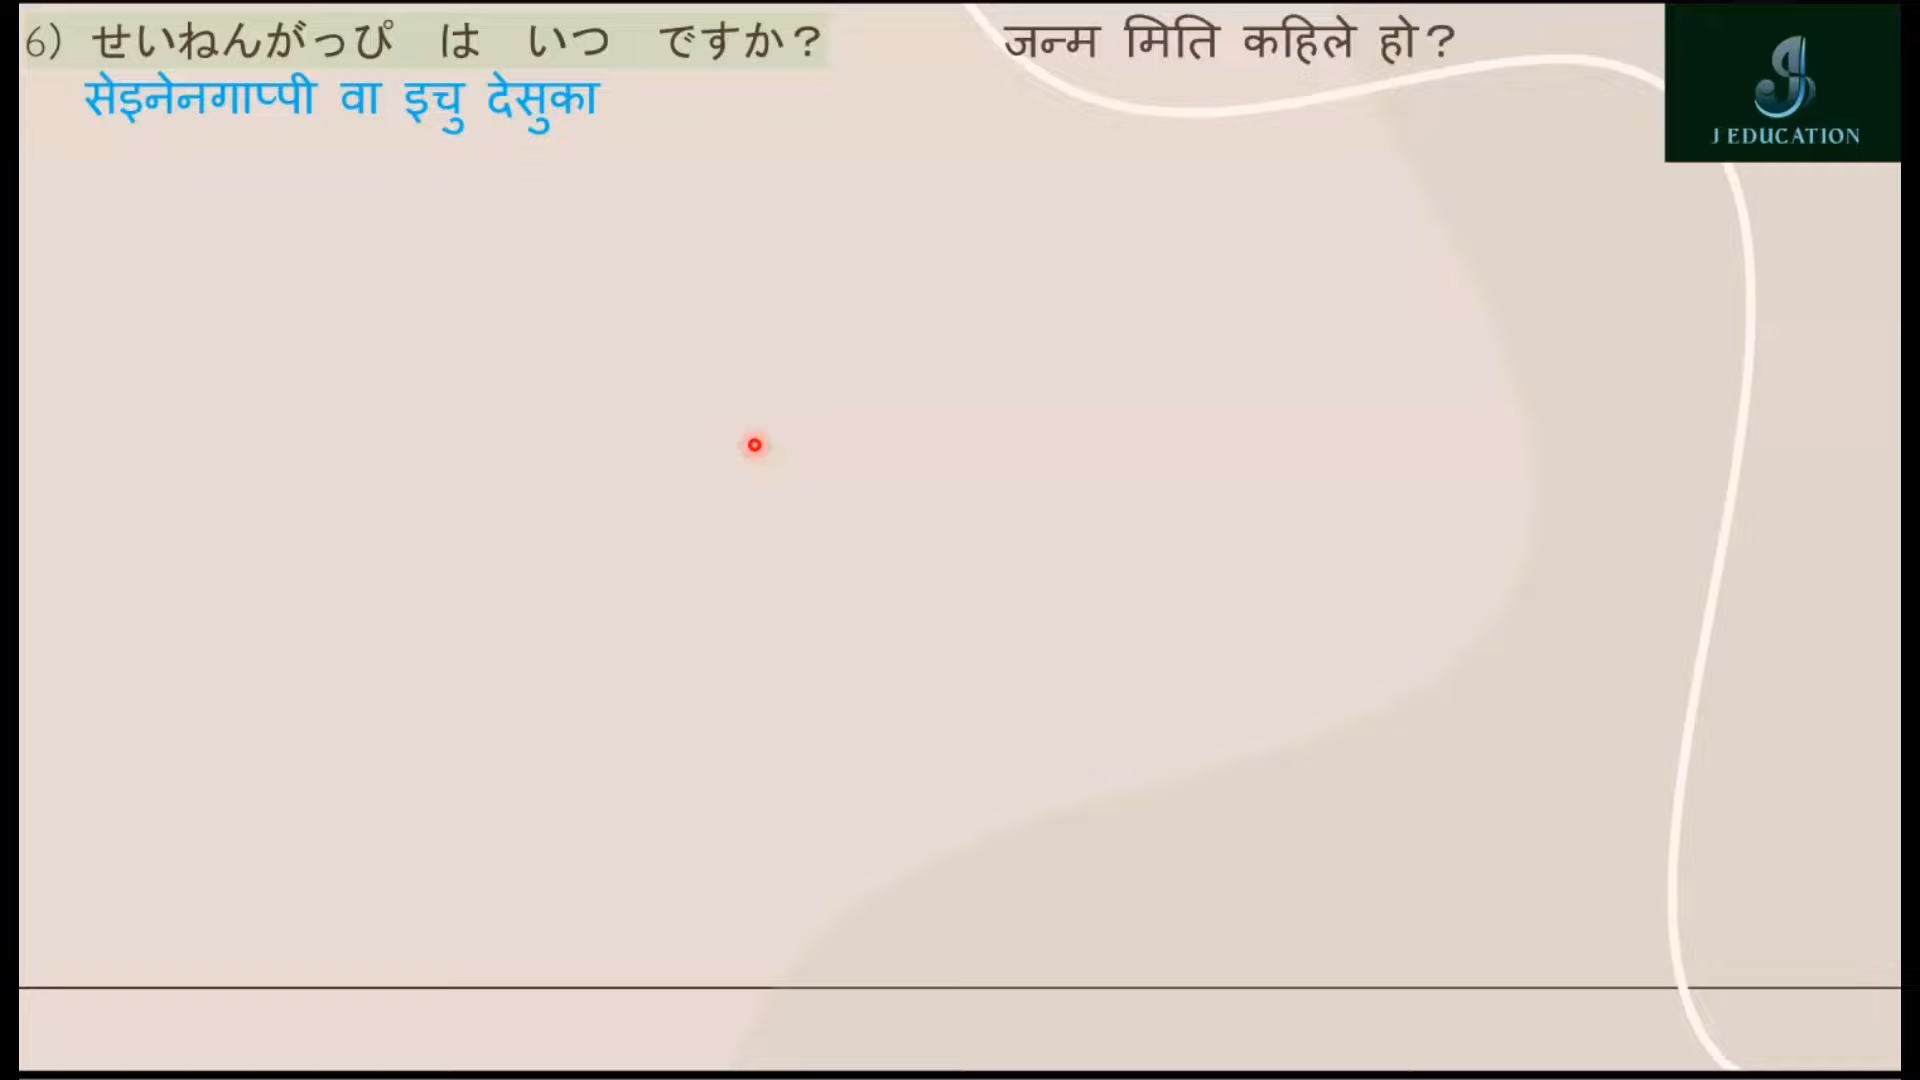 6) せいねんがっぴ は いつ ですか？ जन्म मिति कहिले हो？
सेइनेनगाप्पी वा इचु देसुका
J EDUCATION